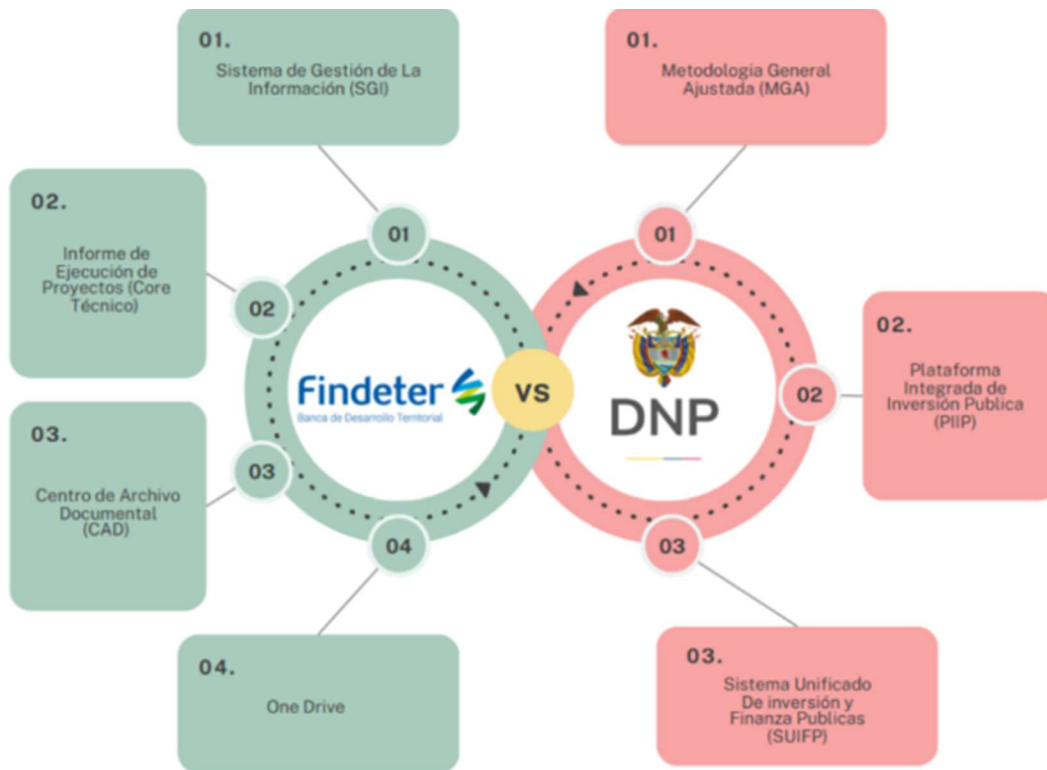 01.
Sistema de Gestión de La
Información (SGI)
02.
Informe de
Ejecución de
Proyectos (Core
Técnico)
03.
Centro de Archivo
Documental
(CAD)
04.
One Drive
01
02
03
04
Findeter
Banca de Desarrollo Territorial
VS
DNP
01
02
03
01.
Metodologia General
Ajustada (MGA)
02.
Plataforma
Integrada de
Inversión Publica
(PIIP)
03.
Sistema Unificado
De inversión y
Finanza Publicas
(SUIFP)